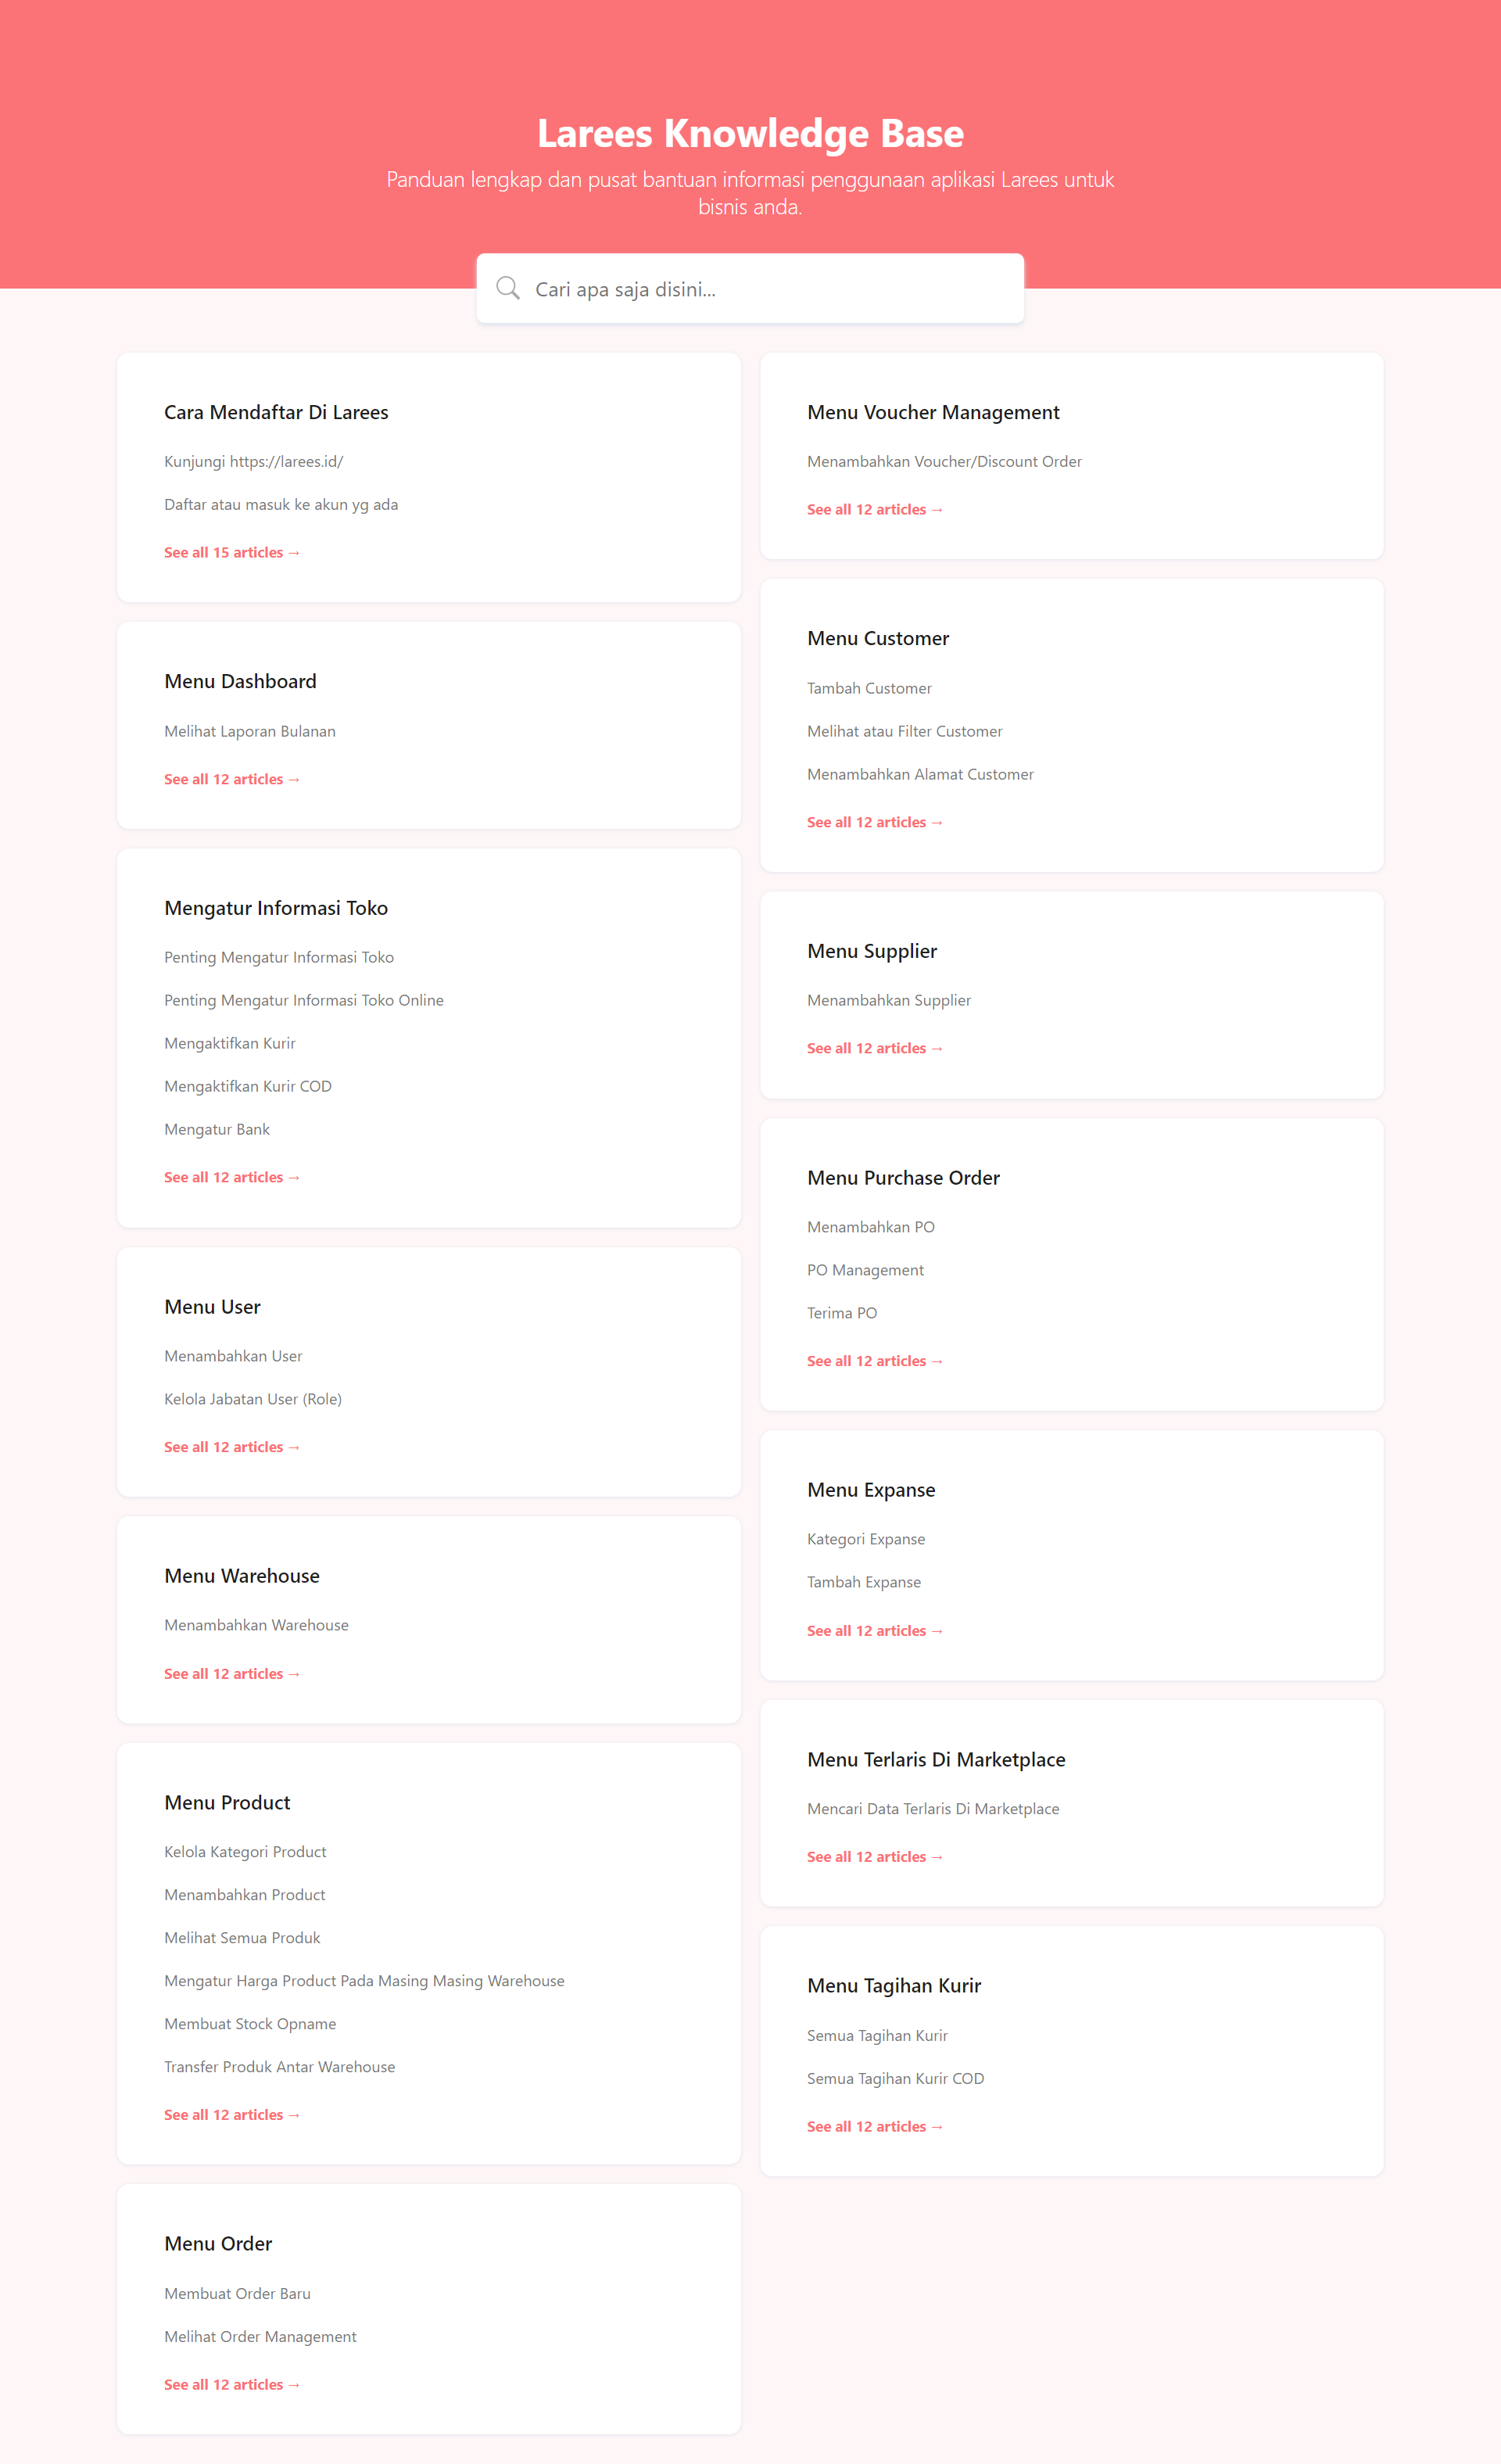 Larees Knowledge Base
Panduan lengkap dan pusat bantuan informasi penggunaan aplikasi Larees untuk
bisnis anda.
Cari apa saja disini...
Cara Mendaftar Di Larees
Kunjungi https://larees.id/
Daftar atau masuk ke akun yg ada
See all 15 articles →
Menu Dashboard
Melihat Laporan Bulanan
See all 12 articles →
Mengatur Informasi Toko
Penting Mengatur Informasi Toko
Penting Mengatur Informasi Toko Online
Mengaktifkan Kurir
Mengaktifkan Kurir COD
Mengatur Bank
See all 12 articles →
Menu User
Menambahkan User
Kelola Jabatan User (Role)
See all 12 articles →
Menu Warehouse
Menambahkan Warehouse
See all 12 articles →
Menu Product
Kelola Kategori Product
Menambahkan Product
Melihat Semua Produk
Mengatur Harga Product Pada Masing Masing Warehouse
Membuat Stock Opname
Transfer Produk Antar Warehouse
See all 12 articles →
Menu Order
Membuat Order Baru
Melihat Order Management
See all 12 articles →
Menu Voucher Management
Menambahkan Voucher/Discount Order
See all 12 articles →
Menu Customer
Tambah Customer
Melihat atau Filter Customer
Menambahkan Alamat Customer
See all 12 articles →
Menu Supplier
Menambahkan Supplier
See all 12 articles →
Menu Purchase Order
Menambahkan PO
PO Management
Terima PO
See all 12 articles →
Menu Expanse
Kategori Expanse
Tambah Expanse
See all 12 articles →
Menu Terlaris Di Marketplace
Mencari Data Terlaris Di Marketplace
See all 12 articles →
Menu Tagihan Kurir
Semua Tagihan Kurir
Semua Tagihan Kurir COD
See all 12 articles →